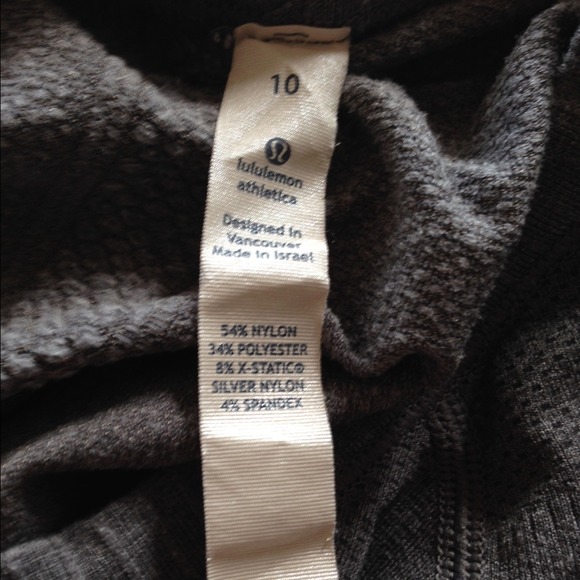 10
lululemon
athletica
Designed in
Vancouver
Made in Israel
54% NYLON
34% POLYESTER
8% X-STATIC®
SILVER NYLON
4% SPANDEX